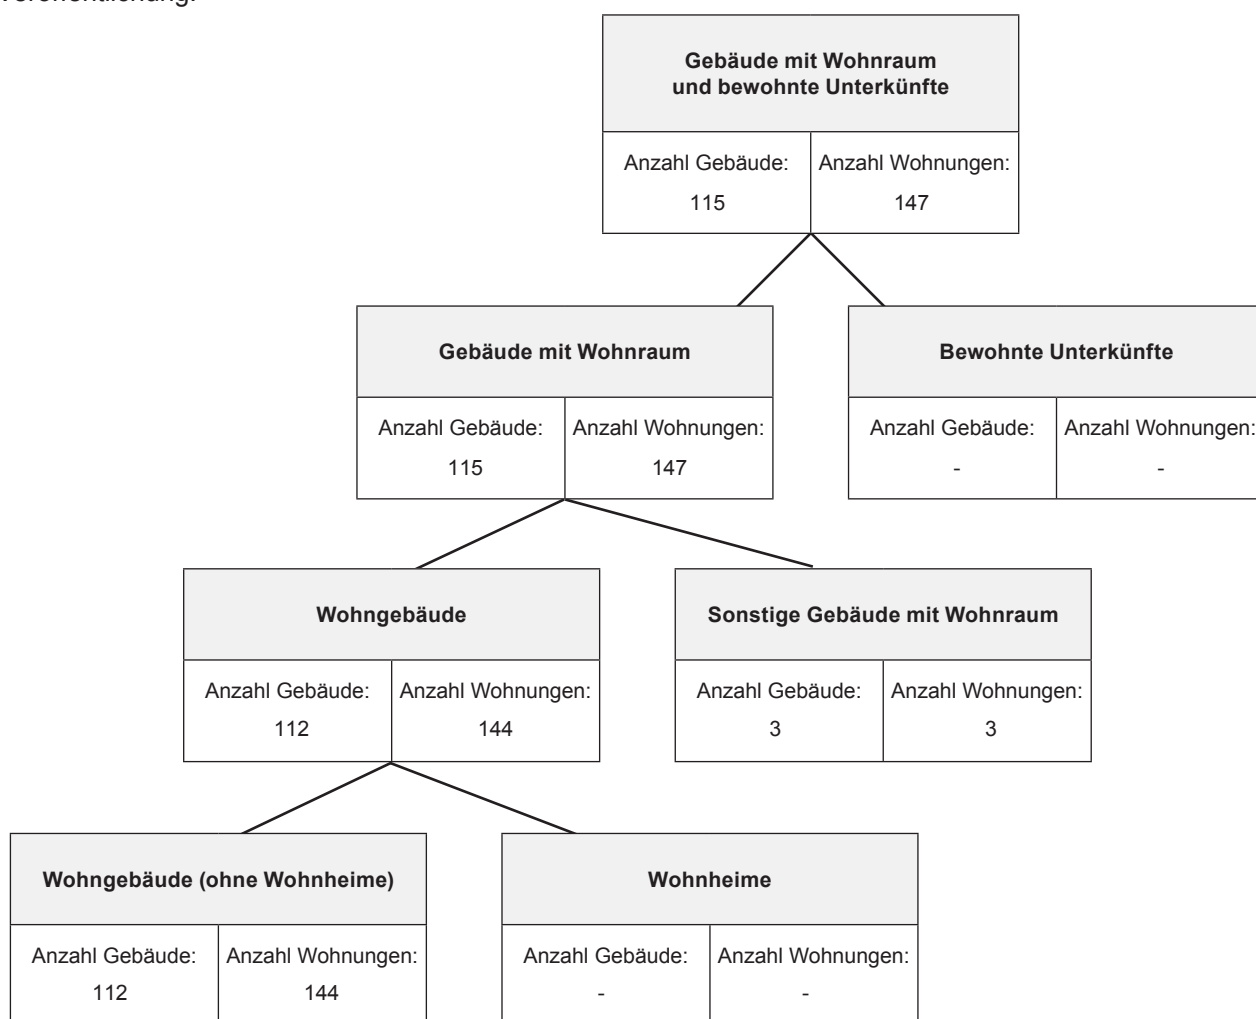 Gebäude mit Wohnraum
und bewohnte Unterkünfte
Anzahl Gebäude: Anzahl Wohnungen:
115 147
Gebäude mit Wohnraum
Bewohnte Unterkünfte
Anzahl Gebäude: Anzahl Wohnungen:
115 147
Anzahl Gebäude: Anzahl Wohnungen:
- -
Wohngebäude
Sonstige Gebäude mit Wohnraum
Anzahl Gebäude: Anzahl Wohnungen:
112 144
Anzahl Gebäude: Anzahl Wohnungen:
3 3
Wohngebäude (ohne Wohnheime)
Wohnheime
Anzahl Gebäude: Anzahl Wohnungen:
112 144
Anzahl Gebäude: Anzahl Wohnungen:
- -